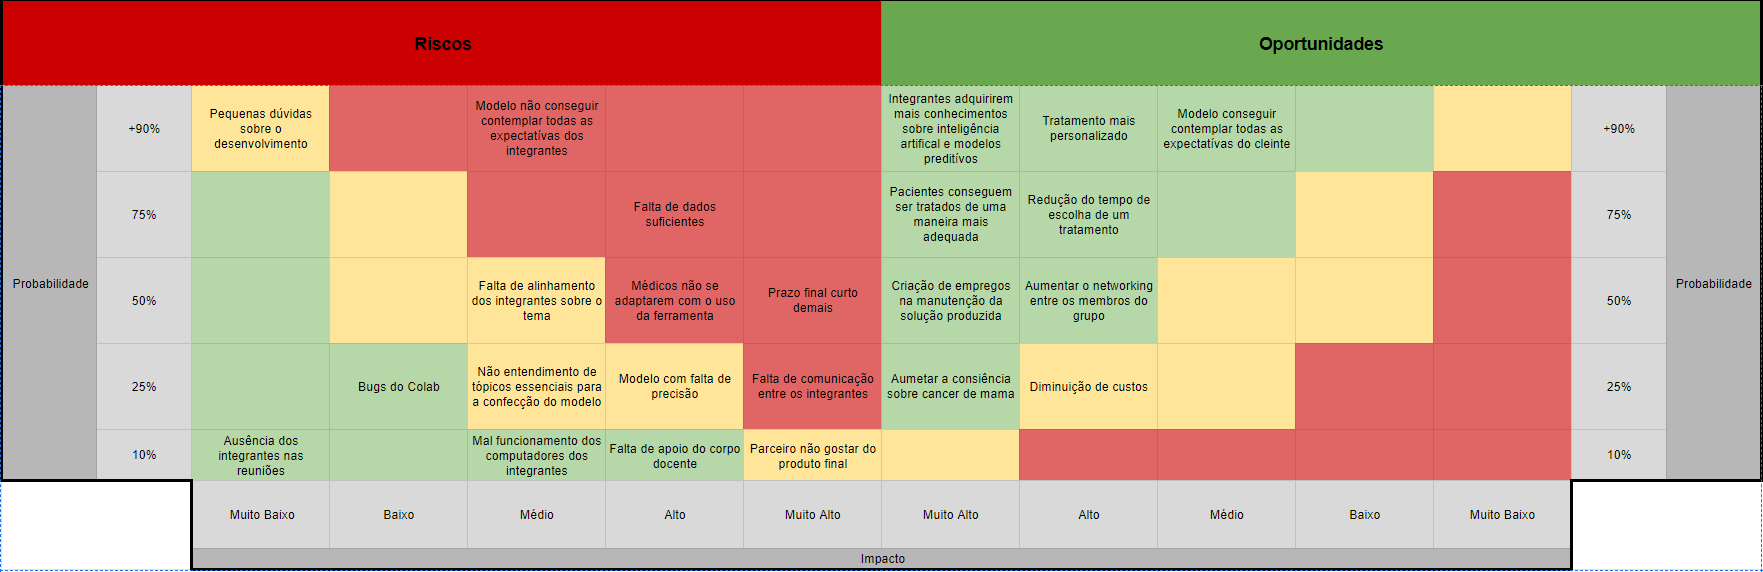 Riscos
Oportunidades
Probabilidade
+90%
Pequenas dúvidas
sobre o
desenvolvimento
Modelo não conseguir
contemplar todas as
expectatívas dos
integrantes
Integrantes adquirirem
mais conhecimentos
sobre inteligência
artifical e modelos
preditívos
Tratamento mais
personalizado
Modelo conseguir
contemplar todas as
expectatívas do cleinte
+90%
Probabilidade
75%
Falta de dados
suficientes
Pacientes conseguem
ser tratados de uma
maneira mais
adequada
Redução do tempo de
escolha de um
tratamento
75%
50%
Falta de alinhamento
dos integrantes sobre o
tema
Médicos não se
adaptarem com o uso
da ferramenta
Prazo final curto
demais
Criação de empregos
na manutenção da
solução produzida
Aumentar o networking
entre os membros do
grupo
50%
25%
Bugs do Colab
Não entendimento de
tópicos essenciais para
a confecção do modelo
Modelo com falta de
precisão
Falta de comunicação
entre os integrantes
Aumetar a consiência
sobre cancer de mama
Diminuição de custos
25%
10%
Ausência dos
integrantes nas
reuniões
Mal funcionamento dos
computadores dos
integrantes
Falta de apoio do corpo
docente
Parceiro não gostar do
produto final
10%
Muito Baixo
Baixo
Médio
Alto
Muito Alto
Muito Alto
Alto
Médio
Baixo
Muito Baixo
Impacto